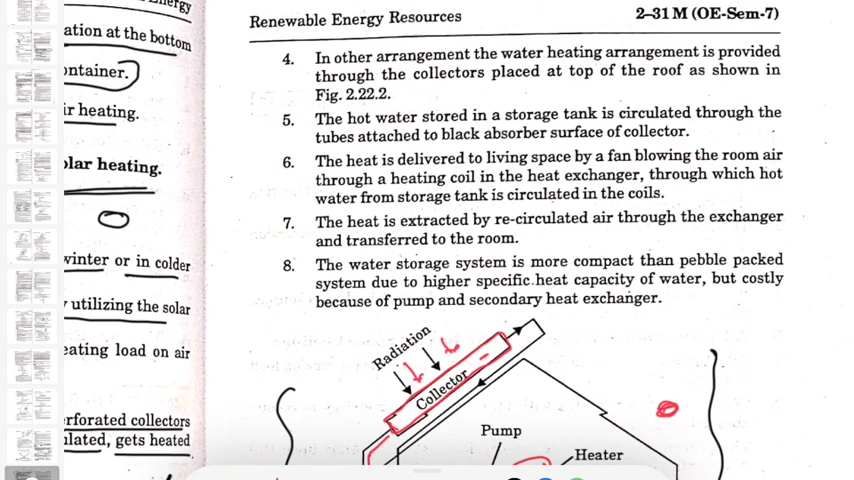 Energy
ation at the bottom
ontainer.
ir heating.
olar heating.
winter or in colder
utilizing the solar
eating load on air
rforated collectors
ulated, gets heated
Renewable Energy Resources
2–31 M (OE-Sem-7)
4. In other arrangement the water heating arrangement is provided
through the collectors placed at top of the roof as shown in
Fig. 2.22.2.
5. The hot water stored in a storage tank is circulated through the
tubes attached to black absorber surface of collector.
6. The heat is delivered to living space by a fan blowing the room air
through a heating coil in the heat exchanger, through which hot
water from storage tank is circulated in the coils.
7. The heat is extracted by re-circulated air through the exchanger
and transferred to the room.
8. The water storage system is more compact than pebble packed
system due to higher specific heat capacity of water, but costly
because of pump and secondary heat exchanger.
Radiation
Collector
Pump
Heater